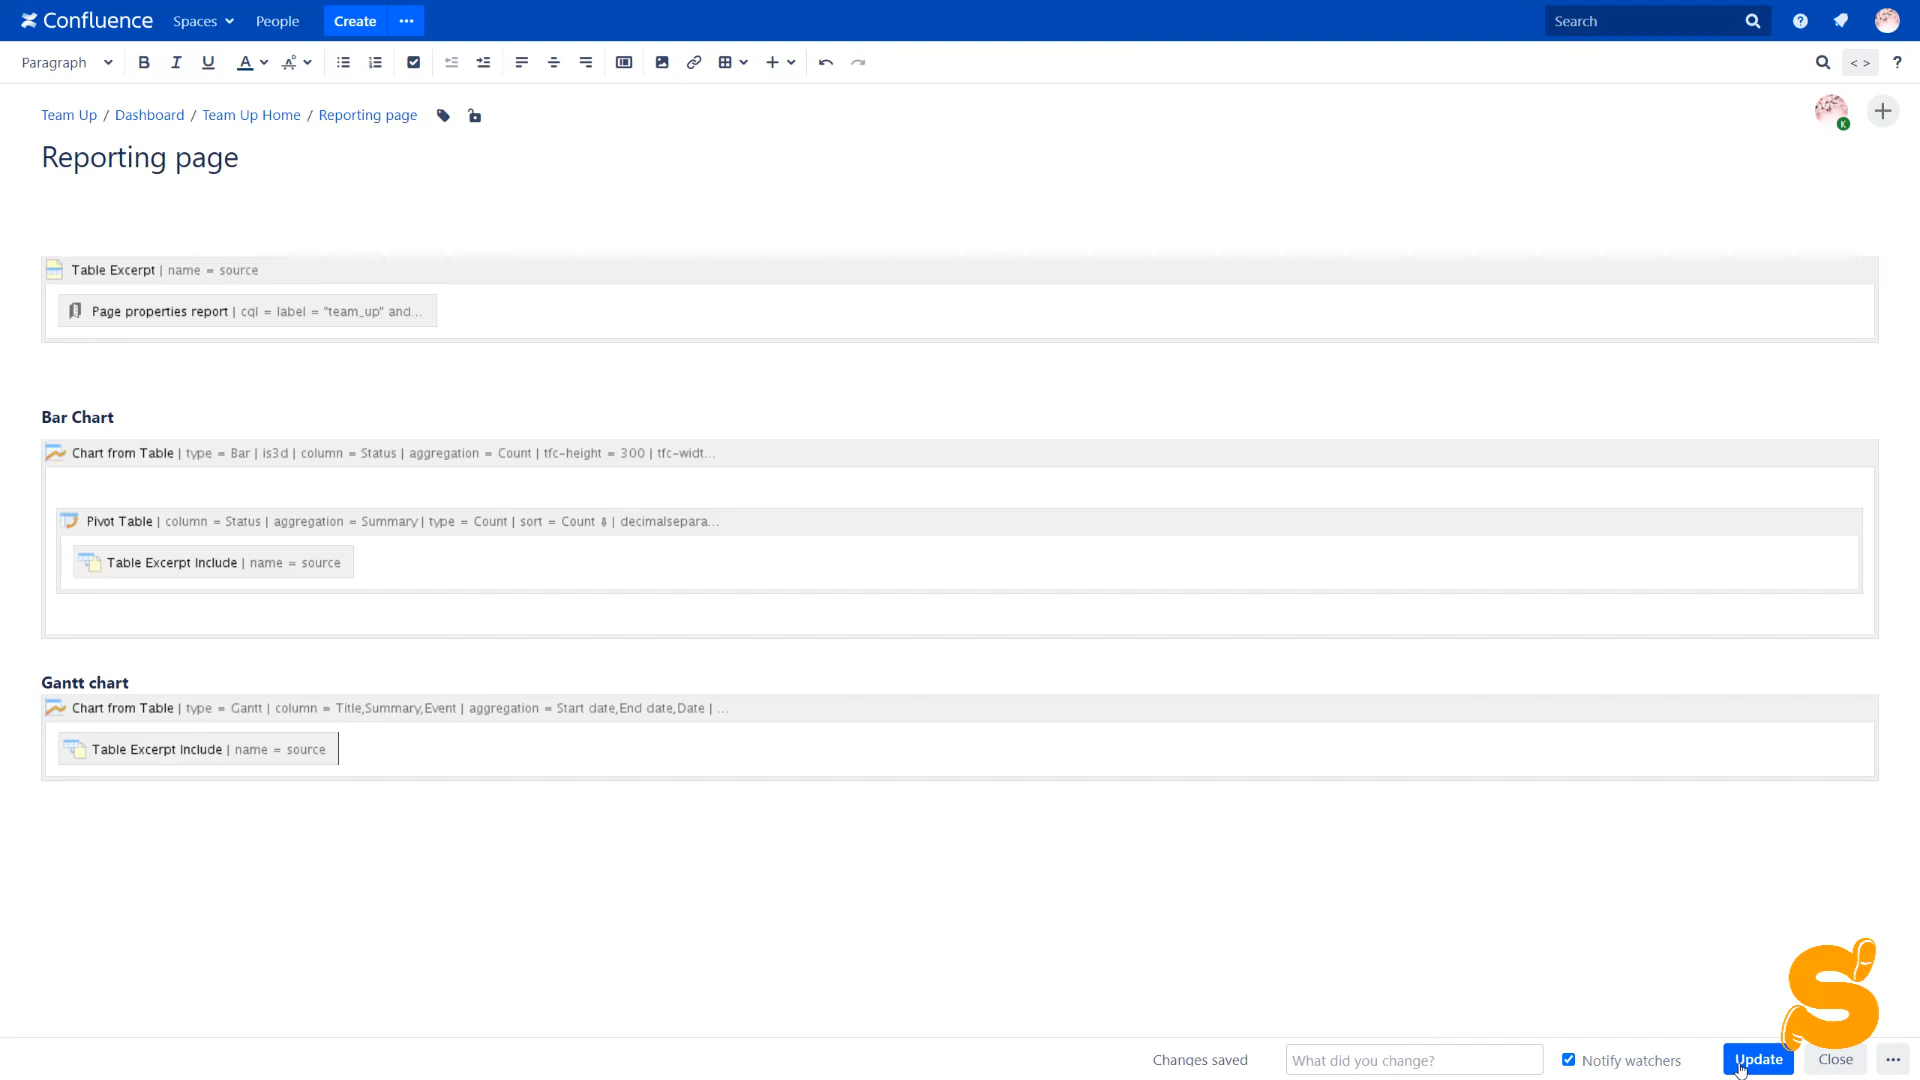 Confluence Spaces People Create Search
Paragraph
Team Up / Dashboard / Team Up Home / Reporting page
K
Reporting page
Table Excerpt | name = source
Page properties report | cql = label = "team_up" and...
Bar Chart
Chart from Table | type = Bar | is3d | column = Status | aggregation = Count | tfc-height = 300 | tfc-widt...
Pivot Table | column = Status | aggregation = Summary | type = Count | sort = Count ⇩ | decimalsepara...
Table Excerpt Include | name = source
Gantt chart
Chart from Table | type = Gantt | column = Title,Summary,Event | aggregation = Start date,End date,Date | ...
Table Excerpt Include | name = source
Changes saved What did you change? Notify watchers Update Close